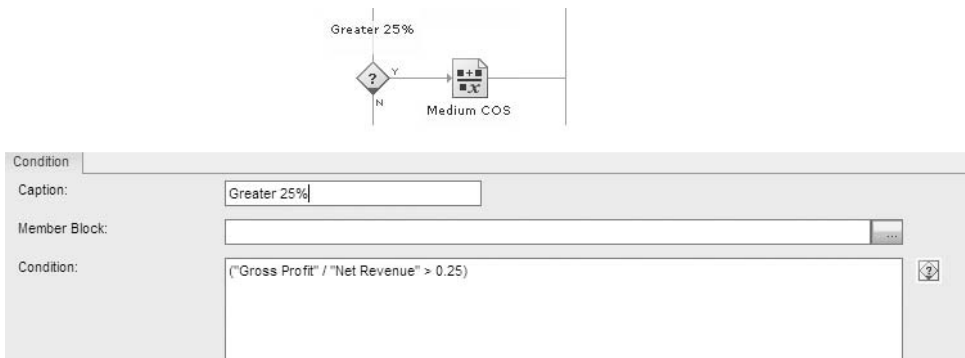 Greater 25%
?
Y
N
x
Medium COS
Condition
Caption:
Greater 25%
Member Block:
...
Condition:
("Gross Profit" / "Net Revenue" > 0.25)
?